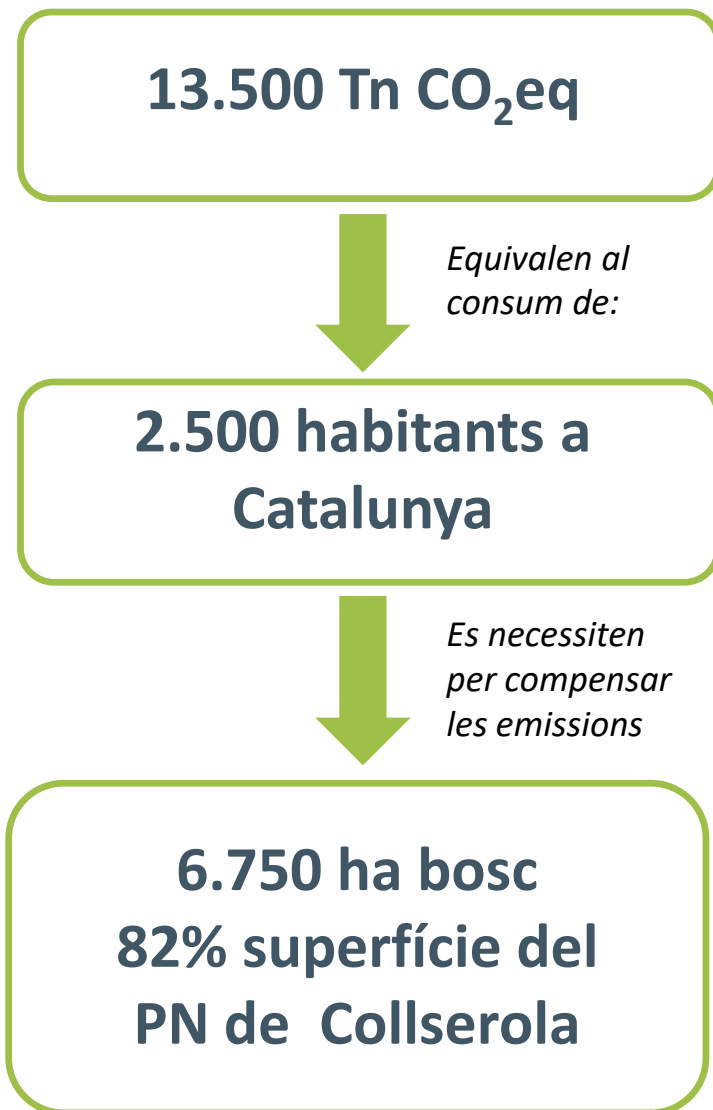 13.500 Tn CO₂eq
Equivalen al
consum de:
2.500 habitants a
Catalunya
Es necessiten
per compensar
les emissions
6.750 ha bosc
82% superfície del
PN de  Collserola